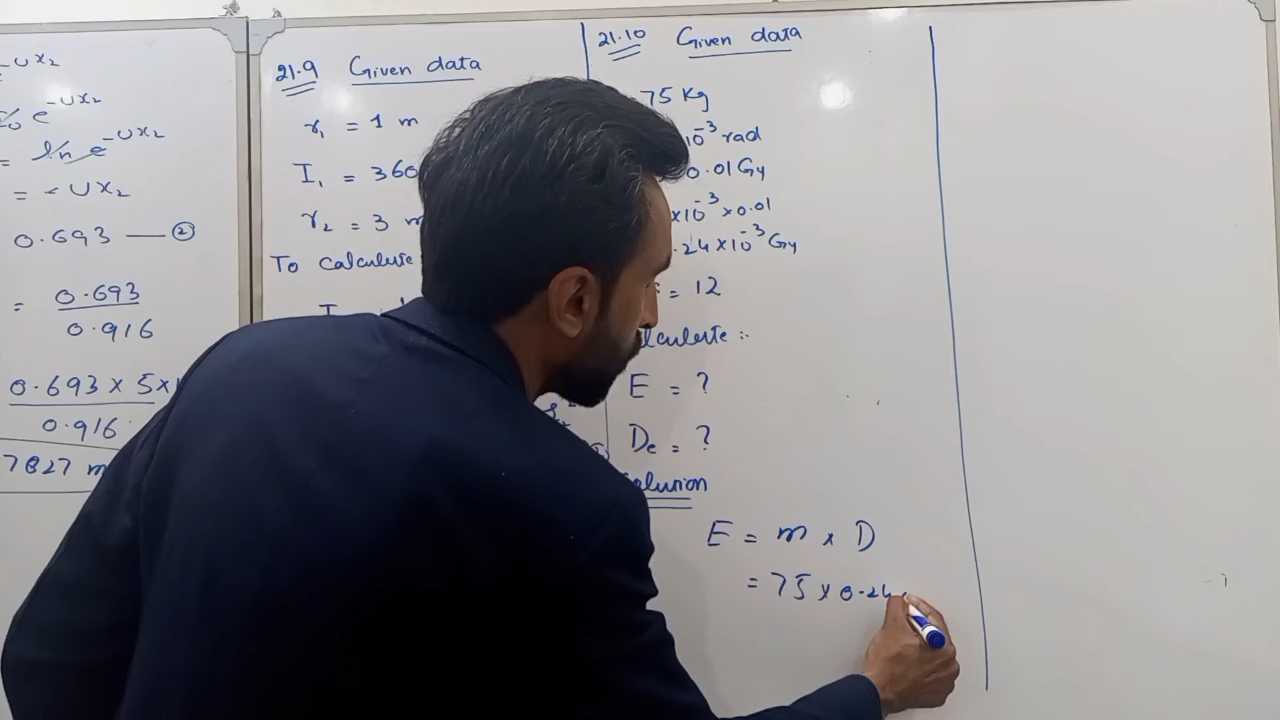 -UX₂
e^-UX₂
= ln e^-UX₂
= -UX₂
0.693 — ②
= 0.693
0.916
0.693 x 5 x
0.916
7827 m
21.9 Given data
r₁ = 1 m
I₁ = 360
r₂ = 3 m
To calculate
I
21.10 Given data
75 Kg
10⁻³ rad
0.01 Gy
x10⁻³ x 0.01
.24 x 10⁻³ Gy
= 12
lculate :-
E = ?
De = ?
olution
E = m x D
= 75 x 0.24